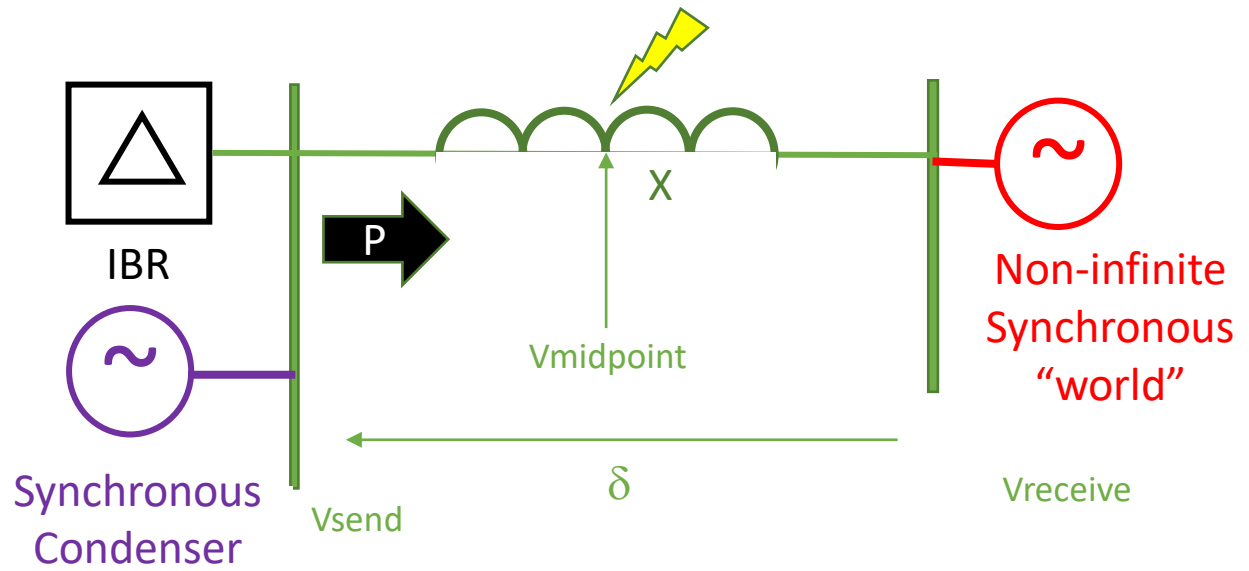 IBR
P
X
~
~
Non-infinite
Synchronous
“world”
Vmidpoint
δ
Vsend
Vreceive
Synchronous
Condenser